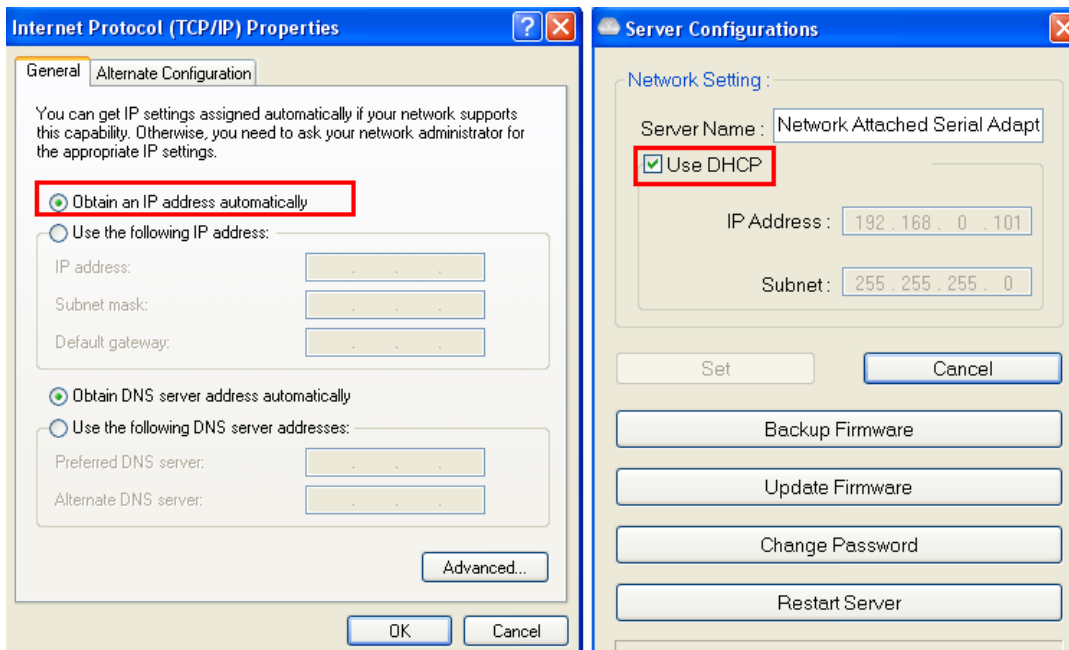 Internet Protocol (TCP/IP) Properties
General
Alternate Configuration
You can get IP settings assigned automatically if your network supports
this capability. Otherwise, you need to ask your network administrator for
the appropriate IP settings.
Obtain an IP address automatically
Use the following IP address:
IP address:
Subnet mask:
Default gateway:
Obtain DNS server address automatically
Use the following DNS server addresses:
Preferred DNS server:
Alternate DNS server:
Advanced...
OK
Cancel
Server Configurations
Network Setting :
Server Name : Network Attached Serial Adapt
Use DHCP
IP Address : 192 . 168 . 0 . 101
Subnet : 255 . 255 . 255 . 0
Set
Cancel
Backup Firmware
Update Firmware
Change Password
Restart Server